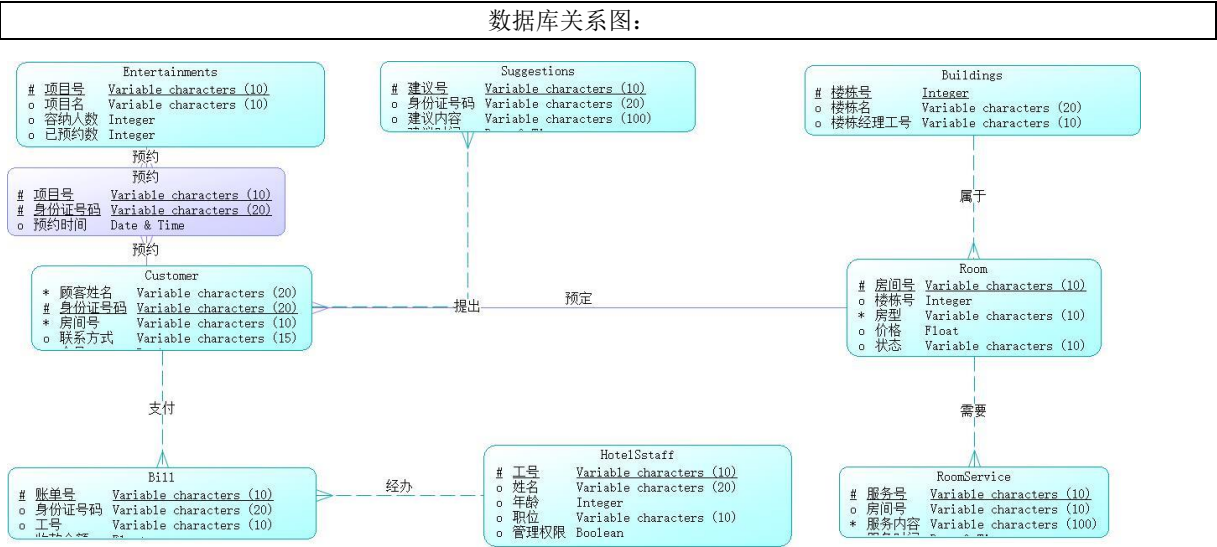 数据库关系图：
Entertainments
# 项目号 Variable characters (10)
o 项目名 Variable characters (10)
o 容纳人数 Integer
o 已预约数 Integer
Suggestions
# 建议号 Variable characters (10)
o 身份证号码 Variable characters (20)
o 建议内容 Variable characters (100)
Buildings
# 楼栋号 Integer
o 楼栋名 Variable characters (20)
o 楼栋经理工号 Variable characters (10)
预约
预约
# 项目号 Variable characters (10)
# 身份证号码 Variable characters (20)
o 预约时间 Date & Time
预约
属于
Customer
* 顾客姓名 Variable characters (20)
# 身份证号码 Variable characters (20)
* 房间号 Variable characters (10)
o 联系方式 Variable characters (15)
提出
预定
Room
# 房间号 Variable characters (10)
o 楼栋号 Integer
* 房型 Variable characters (10)
o 价格 Float
o 状态 Variable characters (10)
支付
需要
Bill
# 账单号 Variable characters (10)
o 身份证号码 Variable characters (20)
o 工号 Variable characters (10)
经办
HotelSstaff
# 工号 Variable characters (10)
o 姓名 Variable characters (20)
o 年龄 Integer
o 职位 Variable characters (10)
o 管理权限 Boolean
RoomService
# 服务号 Variable characters (10)
o 房间号 Variable characters (10)
* 服务内容 Variable characters (100)